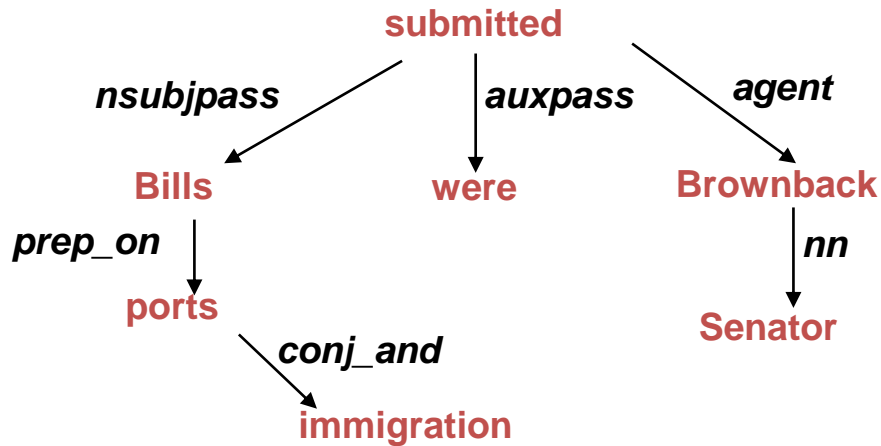 submitted
nsubjpass auxpass agent
Bills were Brownback
prep_on nn
ports Senator
conj_and
immigration